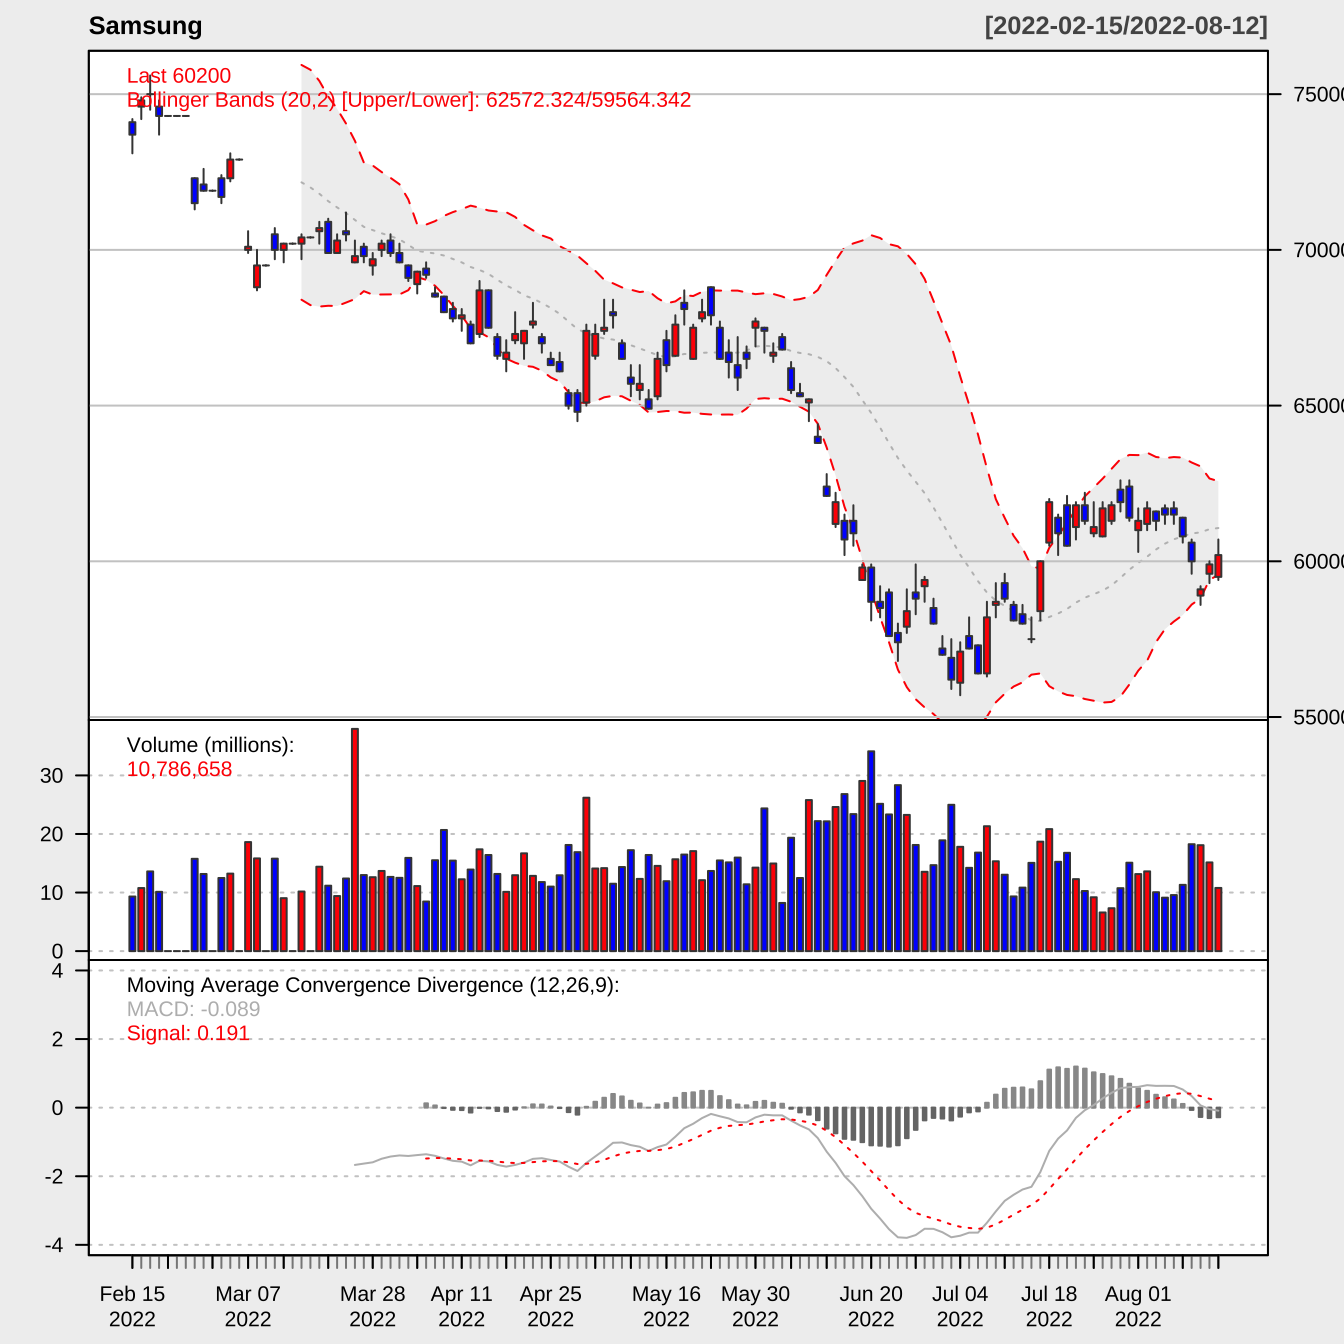 Samsung
[2022-02-15/2022-08-12]
Last 60200
Bollinger Bands (20,2) [Upper/Lower]: 62572.324/59564.342
75000
70000
65000
60000
55000
Volume (millions):
10,786,658
30
20
10
0
Moving Average Convergence Divergence (12,26,9):
MACD: -0.089
Signal: 0.191
4
2
0
-2
-4
Feb 15 Mar 07 Mar 28 Apr 11 Apr 25 May 16 May 30 Jun 20 Jul 04 Jul 18 Aug 01
2022 2022 2022 2022 2022 2022 2022 2022 2022 2022 2022